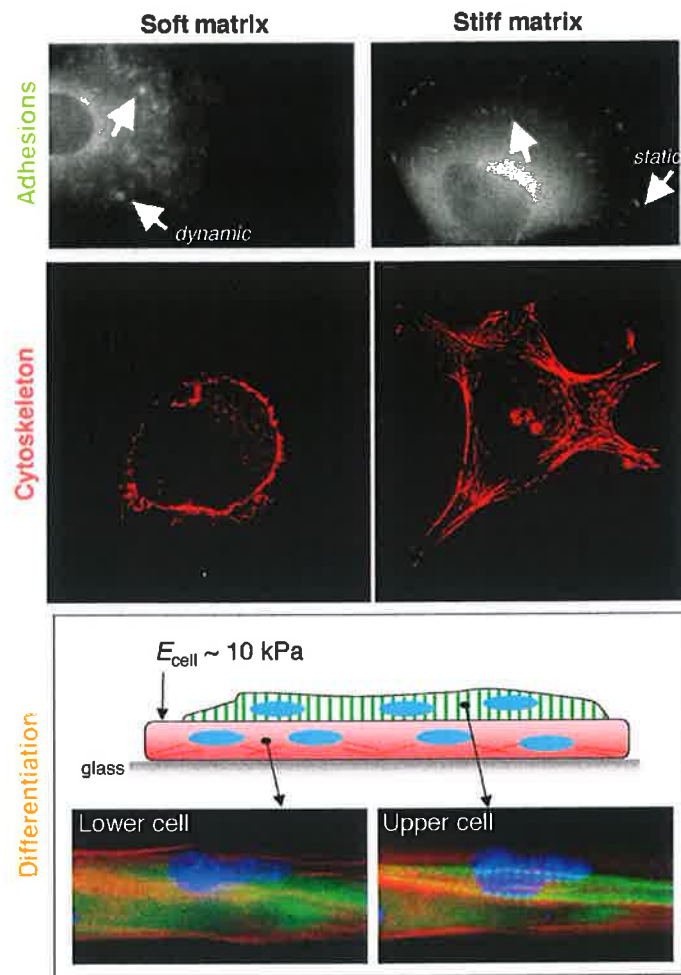 Soft matrix
Stiff matrix
Adhesions
dynamic
static
Cytoskeleton
Differentiation
E_cell ~ 10 kPa
glass
Lower cell
Upper cell